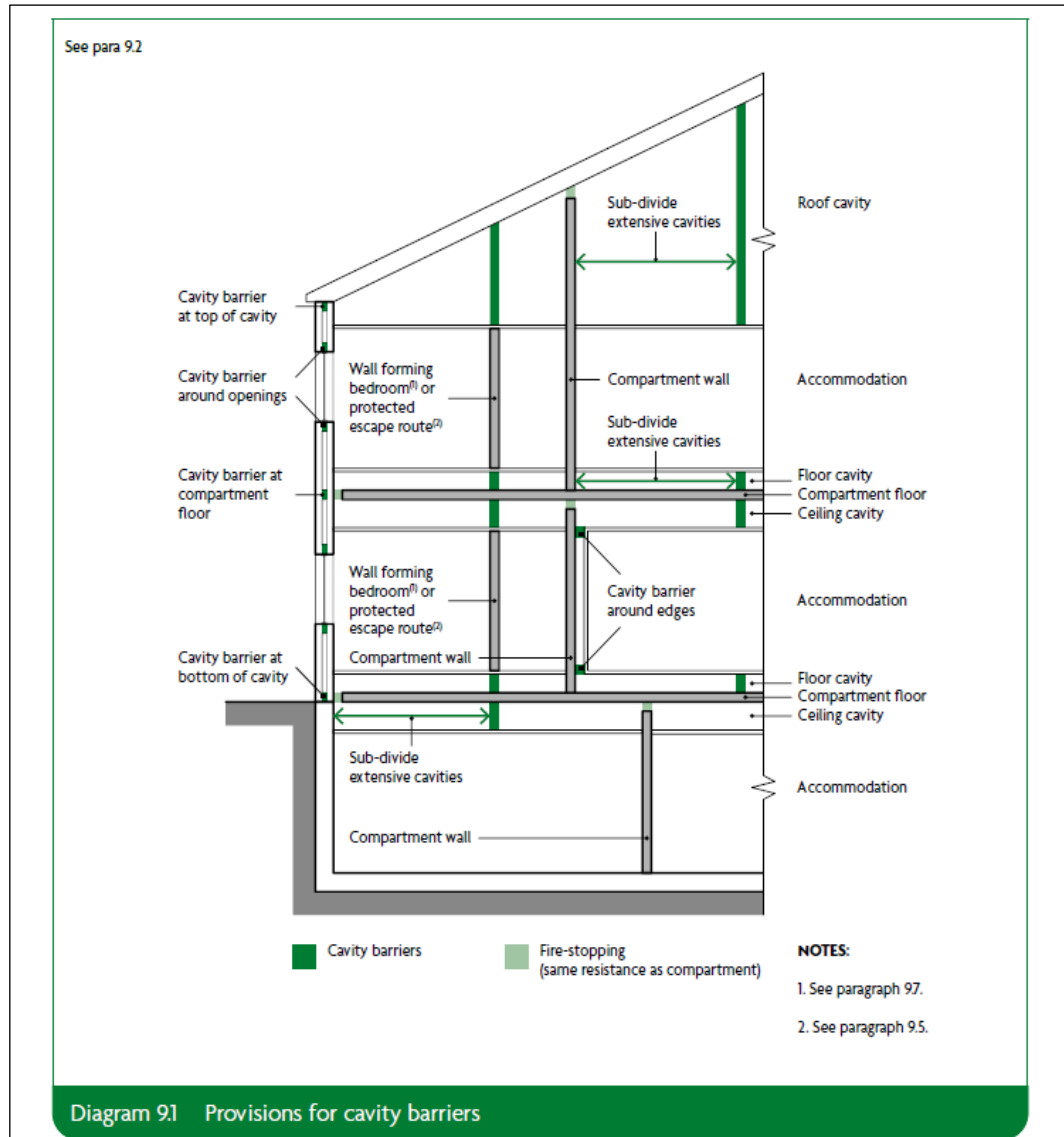 See para 9.2
Sub-divide
extensive cavities
Roof cavity
Cavity barrier
at top of cavity
Cavity barrier
around openings
Wall forming
bedroom(1) or
protected
escape route(2)
Compartment wall
Accommodation
Sub-divide
extensive cavities
Cavity barrier at
compartment
floor
Floor cavity
Compartment floor
Ceiling cavity
Wall forming
bedroom(1) or
protected
escape route(2)
Cavity barrier
around edges
Accommodation
Cavity barrier at
bottom of cavity
Compartment wall
Floor cavity
Compartment floor
Ceiling cavity
Sub-divide
extensive cavities
Accommodation
Compartment wall
Cavity barriers
Fire-stopping
(same resistance as compartment)
NOTES:
1. See paragraph 9.7.
2. See paragraph 9.5.
Diagram 9.1 Provisions for cavity barriers